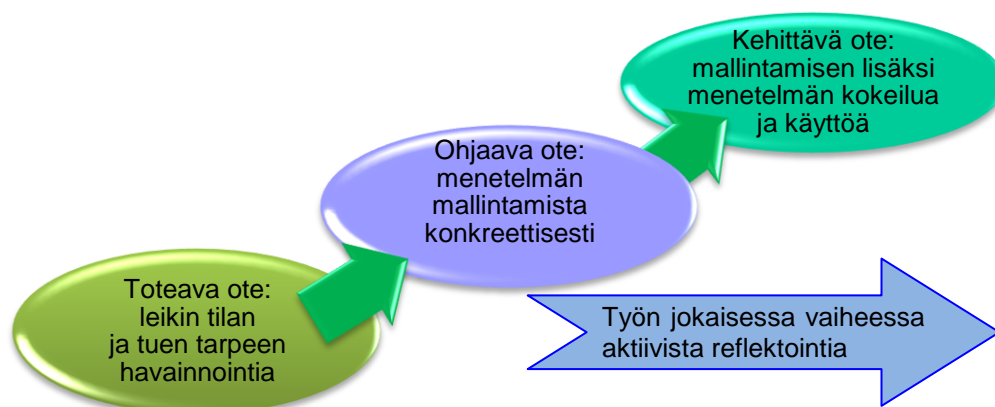 Kehittävä ote:
mallintamisen lisäksi
menetelmän kokeilua
ja käyttöä
Ohjaava ote:
menetelmän
mallintamista
konkreettisesti
Toteava ote:
leikin tilan
ja tuen tarpeen
havainnointia
Työn jokaisessa vaiheessa
aktiivista reflektointia